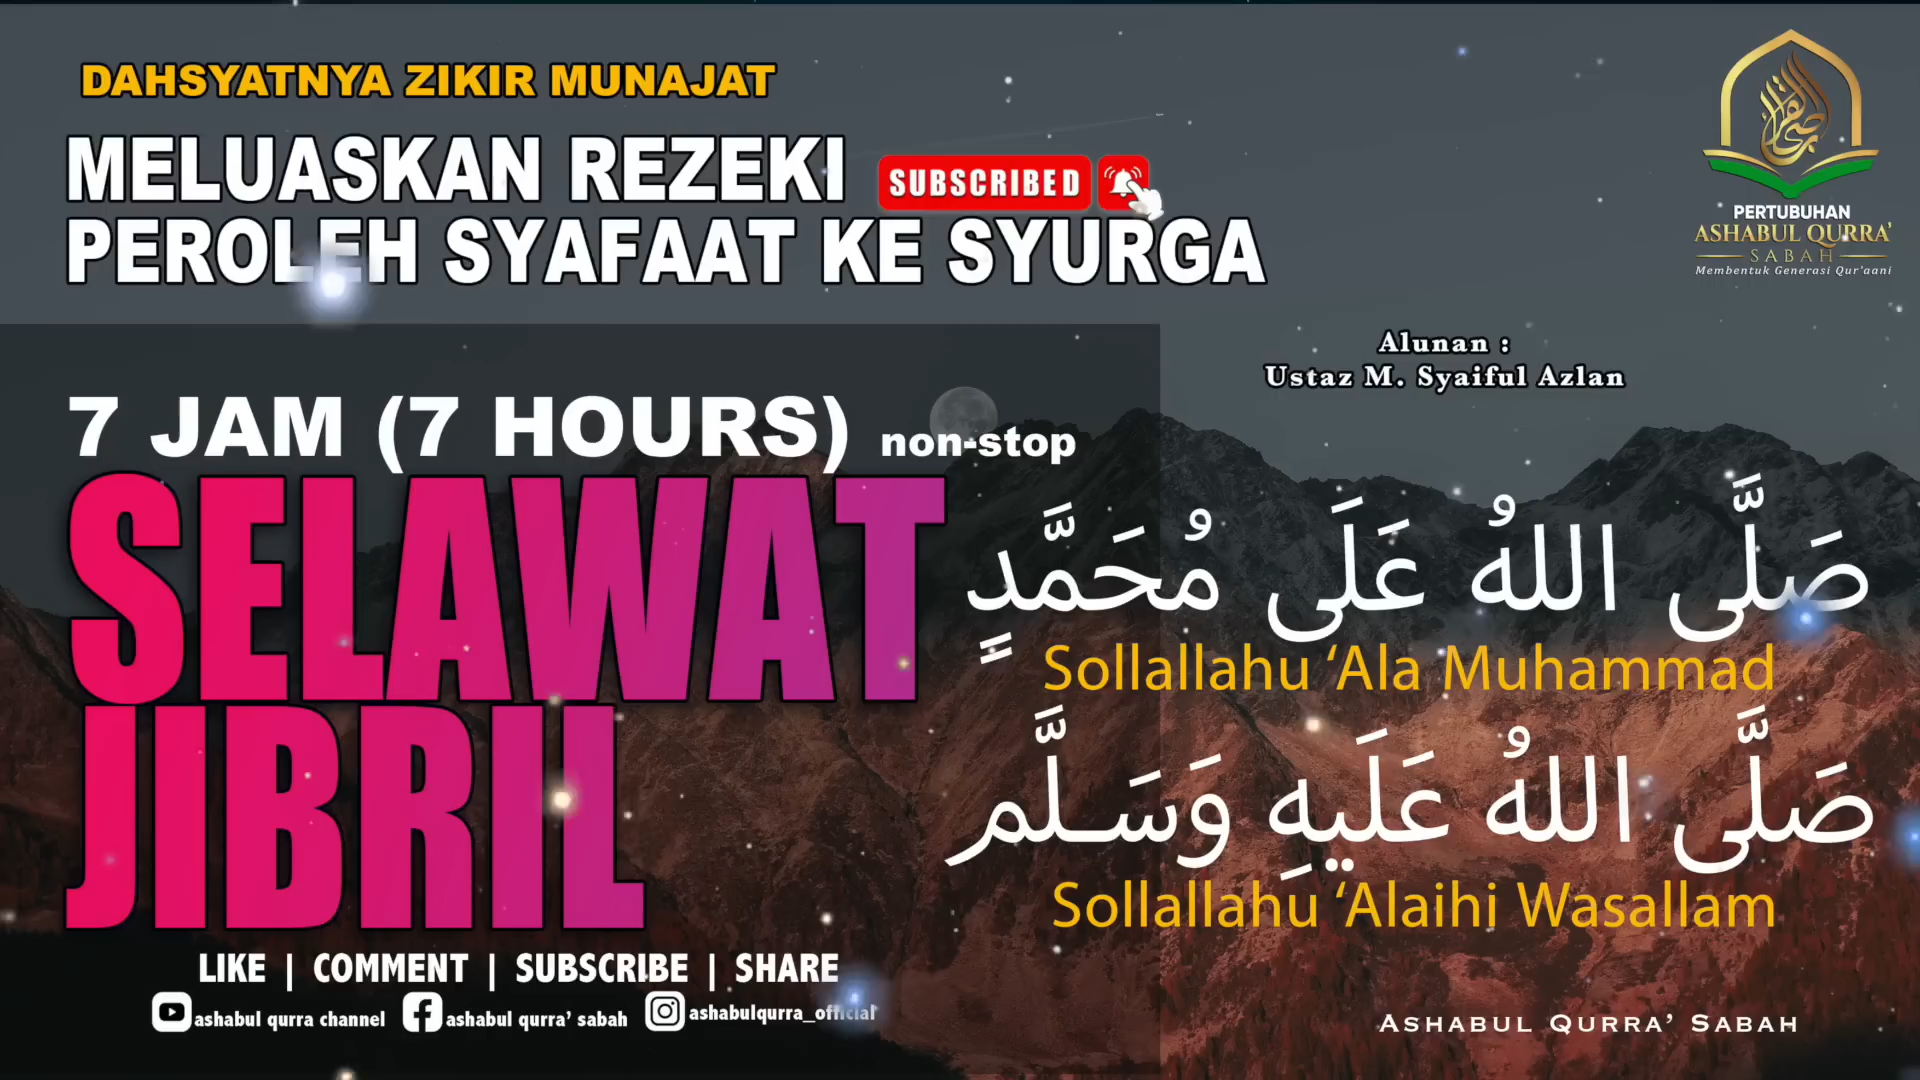 DAHSYATNYA ZIKIR MUNAJAT
MELUASKAN REZEKI
SUBSCRIBED
PEROLEH SYAFAAT KE SYURGA
PERTUBUHAN
ASHABUL QURRA'
SABAH
Membentuk Generasi Qur'aani
Alunan :
Ustaz M. Syaiful Azlan
7 JAM (7 HOURS) non-stop
SELAWAT
JIBRIL
صَلَّى اللهُ عَلَى مُحَمَّدٍ
Sollallahu ‘Ala Muhammad
صَلَّى اللهُ عَلَيهِ وَسَـلَّم
Sollallahu ‘Alaihi Wasallam
LIKE | COMMENT | SUBSCRIBE | SHARE
ashabul qurra channel
ashabul qurra’ sabah
ashabulqurra_official
ASHABUL QURRA’ SABAH